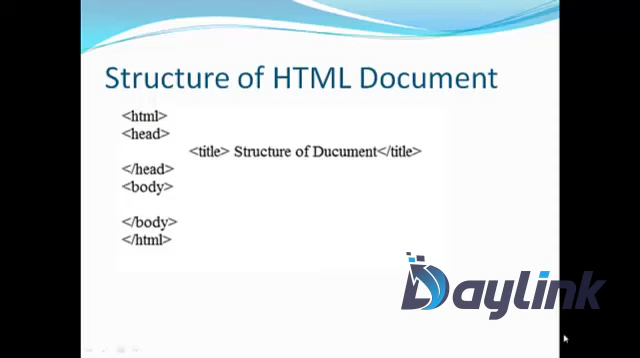 Structure of HTML Document
<html>
<head>
<title> Structure of Ducument</title>
</head>
<body>
</body>
</html>
Daylink